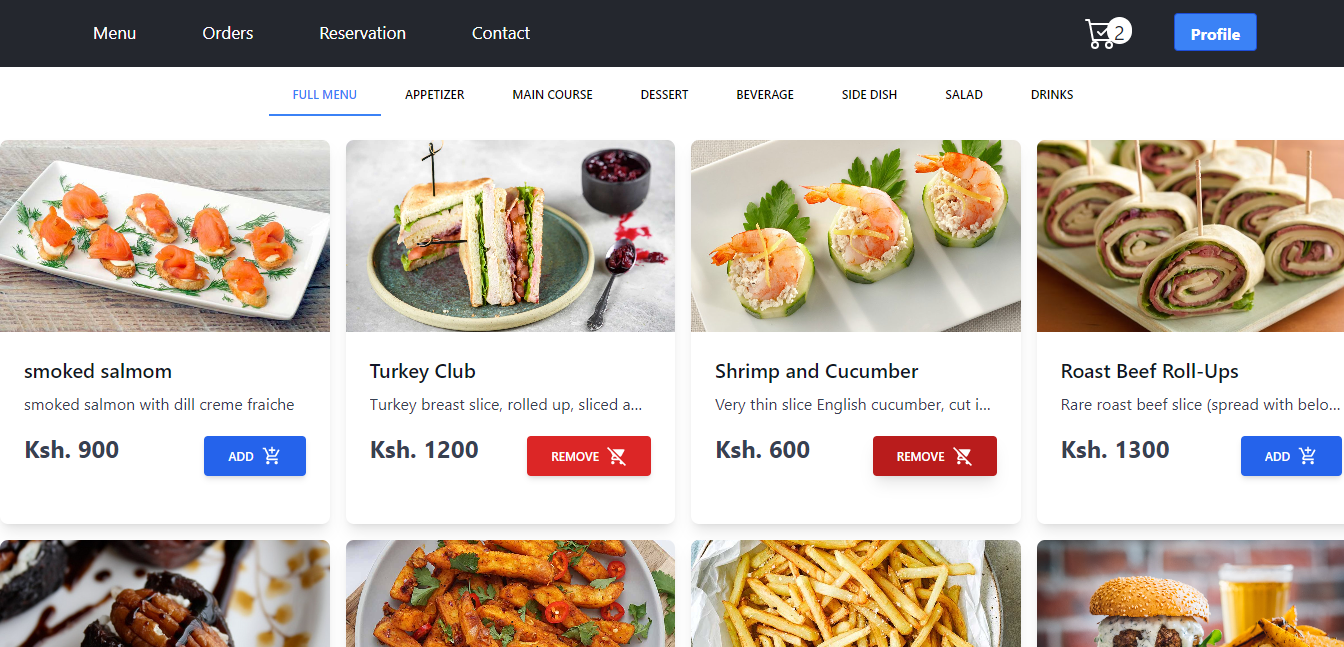 Menu Orders Reservation Contact 2 Profile
FULL MENU APPETIZER MAIN COURSE DESSERT BEVERAGE SIDE DISH SALAD DRINKS
smoked salmom
smoked salmon with dill creme fraiche
Ksh. 900 ADD
Turkey Club
Turkey breast slice, rolled up, sliced a...
Ksh. 1200 REMOVE
Shrimp and Cucumber
Very thin slice English cucumber, cut i...
Ksh. 600 REMOVE
Roast Beef Roll-Ups
Rare roast beef slice (spread with belo...
Ksh. 1300 ADD